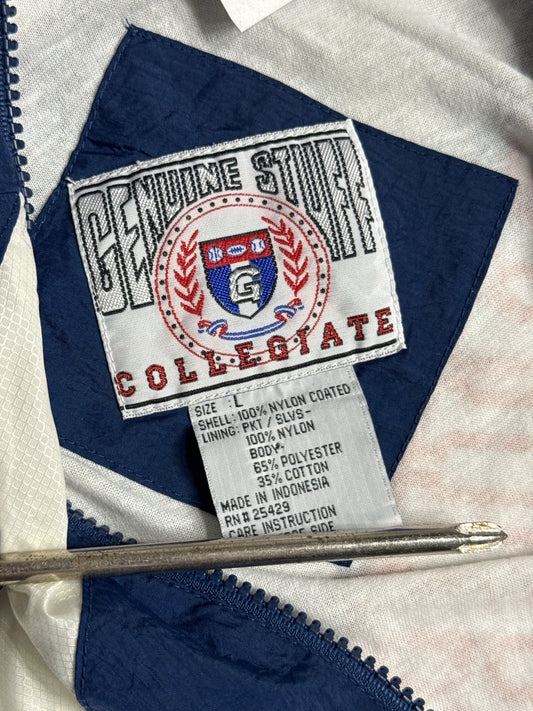 GENUINE STUFF
G
COLLEGIATE
SIZE : L
SHELL: 100% NYLON COATED
LINING: PKT / SLVS-
100% NYLON
BODY-
65% POLYESTER
35% COTTON
MADE IN INDONESIA
RN# 25429
CARE INSTRUCTION
SIDE